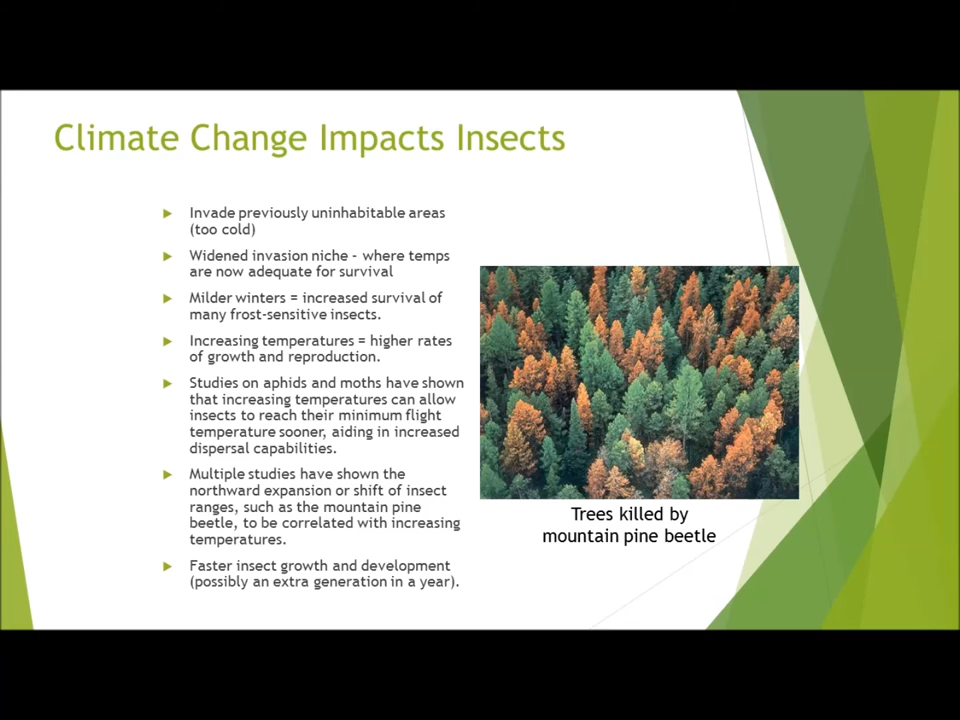 Climate Change Impacts Insects
Invade previously uninhabitable areas
(too cold)
Widened invasion niche - where temps
are now adequate for survival
Milder winters = increased survival of
many frost-sensitive insects.
Increasing temperatures = higher rates
of growth and reproduction.
Studies on aphids and moths have shown
that increasing temperatures can allow
insects to reach their minimum flight
temperature sooner, aiding in increased
dispersal capabilities.
Multiple studies have shown the
northward expansion or shift of insect
ranges, such as the mountain pine
beetle, to be correlated with increasing
temperatures.
Faster insect growth and development
(possibly an extra generation in a year).
Trees killed by
mountain pine beetle